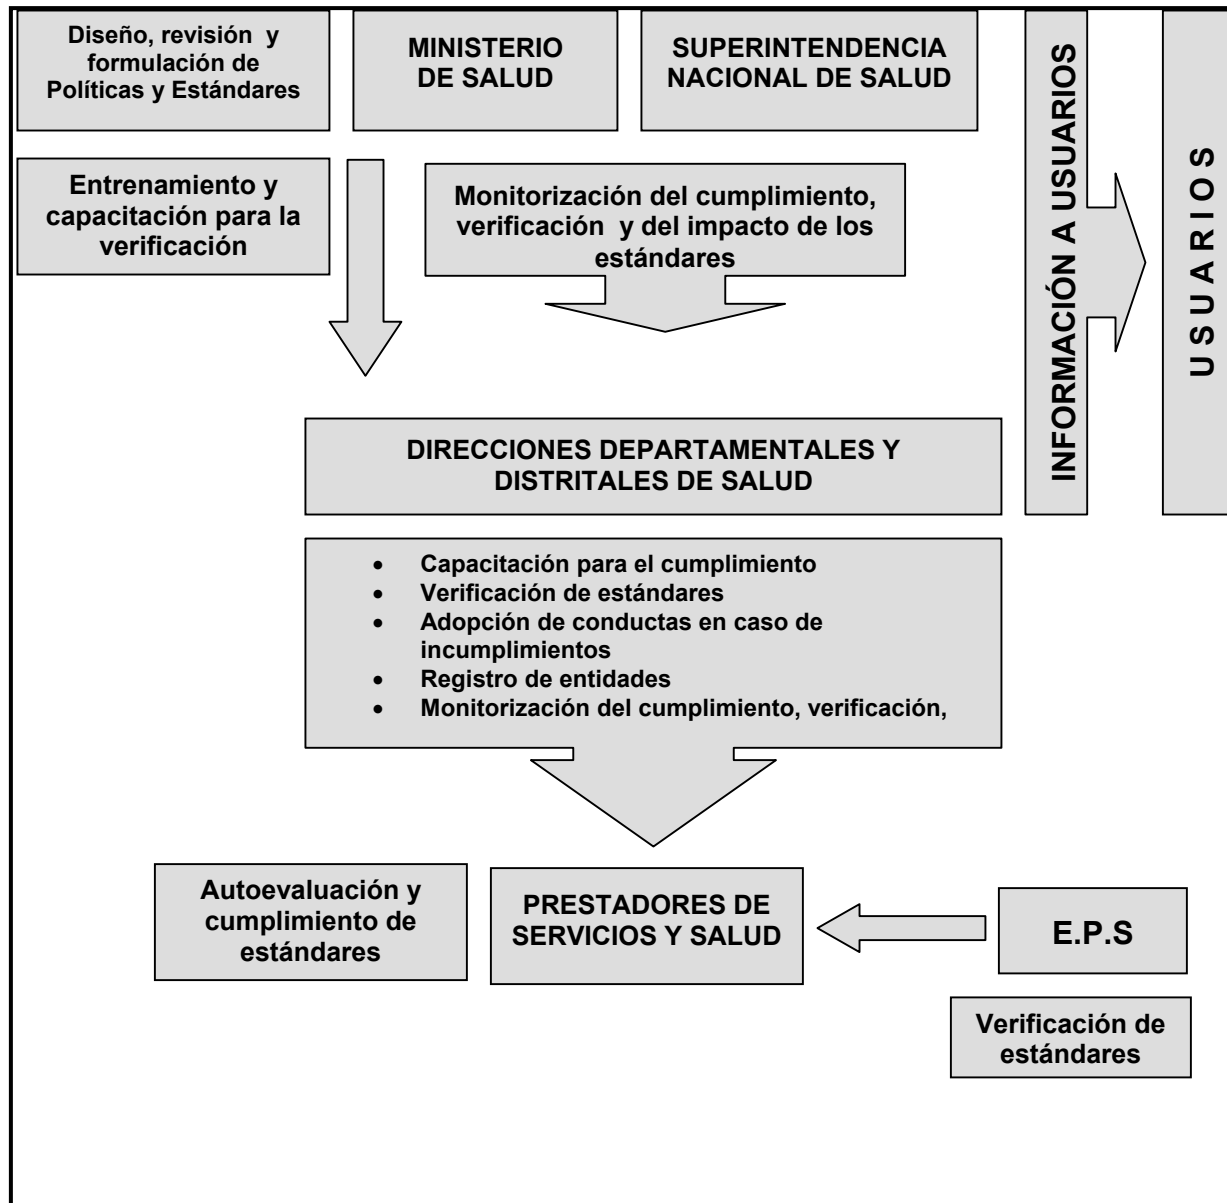 Diseño, revisión y
formulación de
Políticas y Estándares
MINISTERIO
DE SALUD
SUPERINTENDENCIA
NACIONAL DE SALUD
INFORMACIÓN A USUARIOS
U S U A R I O S
Entrenamiento y
capacitación para la
verificación
Monitorización del cumplimiento,
verificación y del impacto de los
estándares
DIRECCIONES DEPARTAMENTALES Y
DISTRITALES DE SALUD
• Capacitación para el cumplimiento
• Verificación de estándares
• Adopción de conductas en caso de
incumplimientos
• Registro de entidades
• Monitorización del cumplimiento, verificación,
Autoevaluación y
cumplimiento de
estándares
PRESTADORES DE
SERVICIOS Y SALUD
E.P.S
Verificación de
estándares